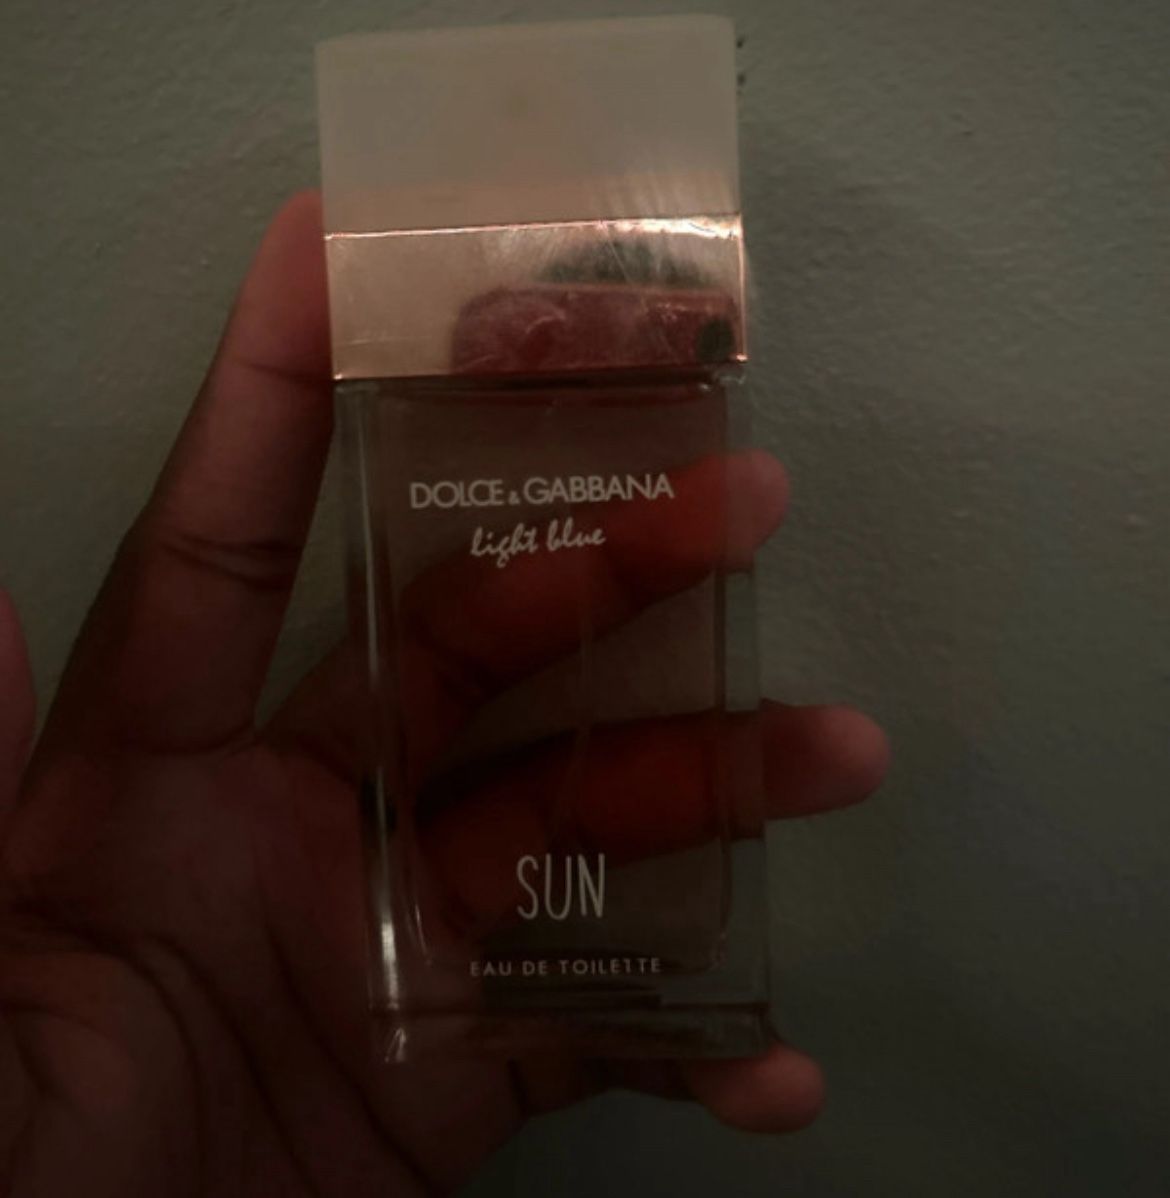 DOLCE & GABBANA
light blue
SUN
EAU DE TOILETTE